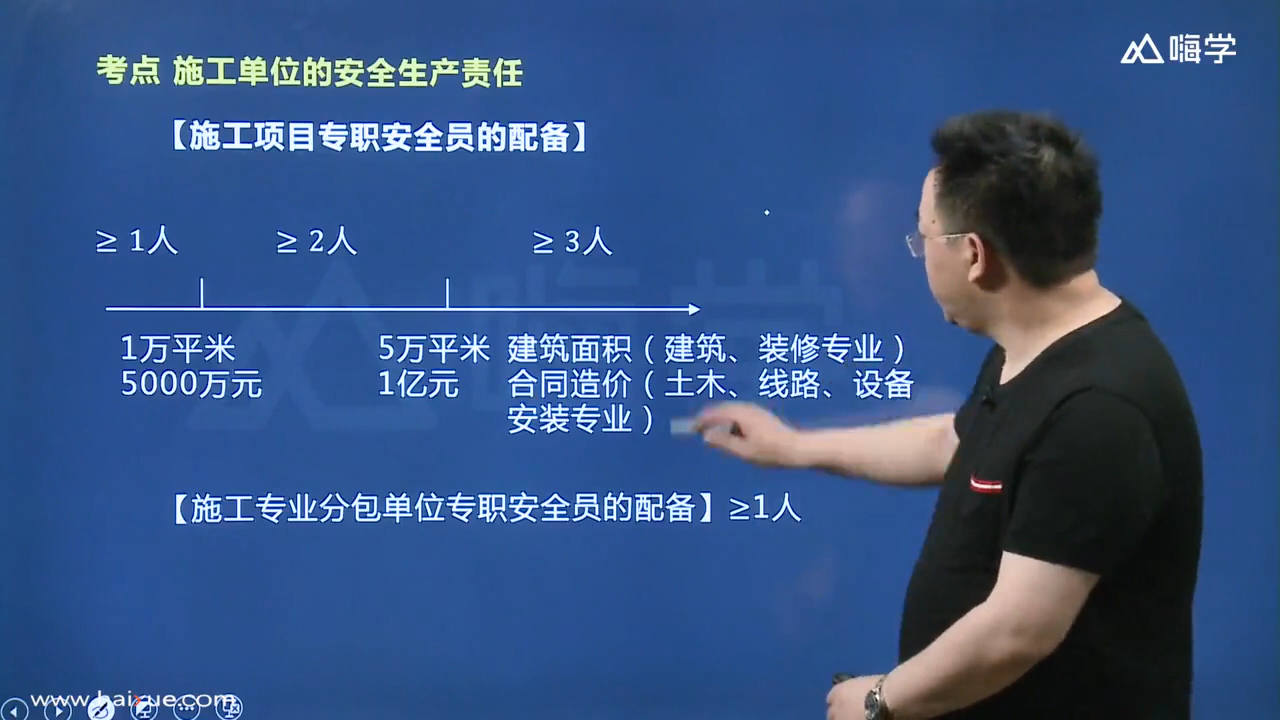 嗨学
考点 施工单位的安全生产责任
【施工项目专职安全员的配备】
≥ 1人 ≥ 2人 ≥ 3人
1万平米 5万平米 建筑面积（建筑、装修专业）
5000万元 1亿元 合同造价（土木、线路、设备
安装专业）
【施工专业分包单位专职安全员的配备】≥1人
www.haixue.com